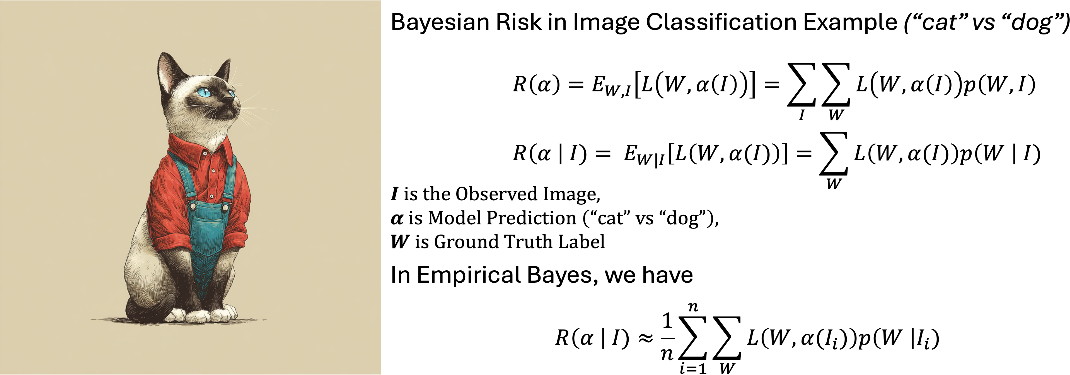 Bayesian Risk in Image Classification Example (“cat” vs “dog”)
R(α) = E_{W,I}[L(W, α(I))] = ∑_I ∑_W L(W, α(I))p(W, I)
R(α | I) = E_{W|I}[L(W, α(I))] = ∑_W L(W, α(I))p(W | I)
I is the Observed Image,
α is Model Prediction (“cat” vs “dog”),
W is Ground Truth Label
In Empirical Bayes, we have
R(α | I) ≈ \frac{1}{n} ∑_{i=1}^{n} ∑_W L(W, α(I_i))p(W |I_i)